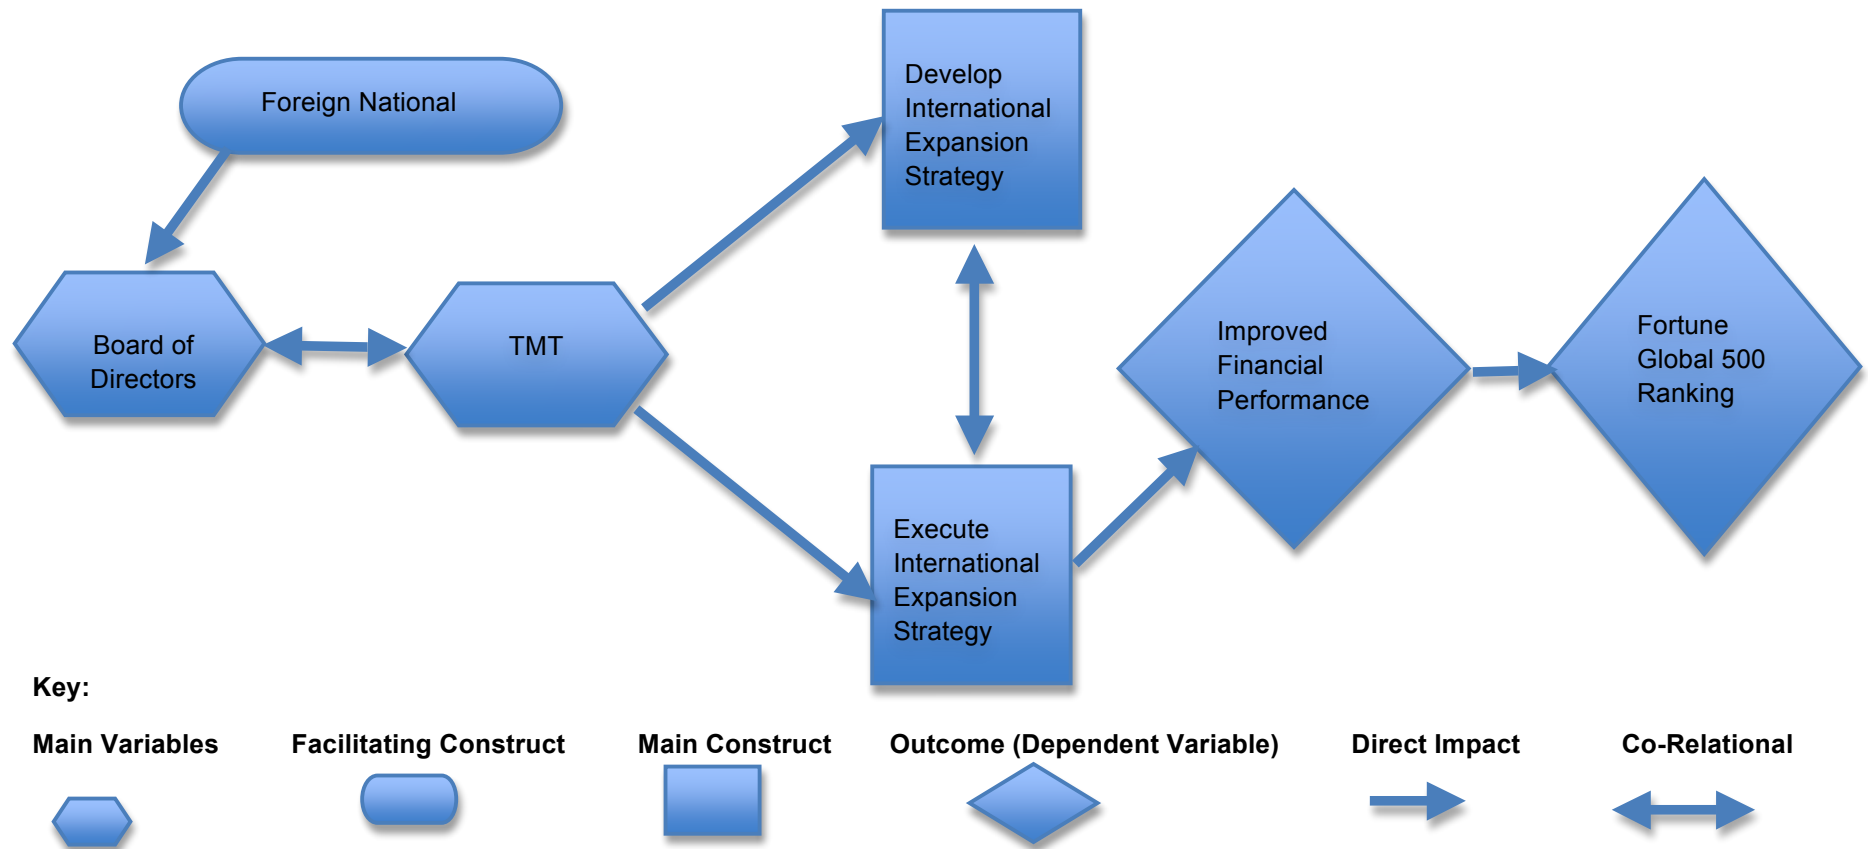 Foreign National
Board of
Directors
TMT
Develop
International
Expansion
Strategy
Execute
International
Expansion
Strategy
Improved
Financial
Performance
Fortune
Global 500
Ranking
Key:
Main Variables
Facilitating Construct
Main Construct
Outcome (Dependent Variable)
Direct Impact
Co-Relational